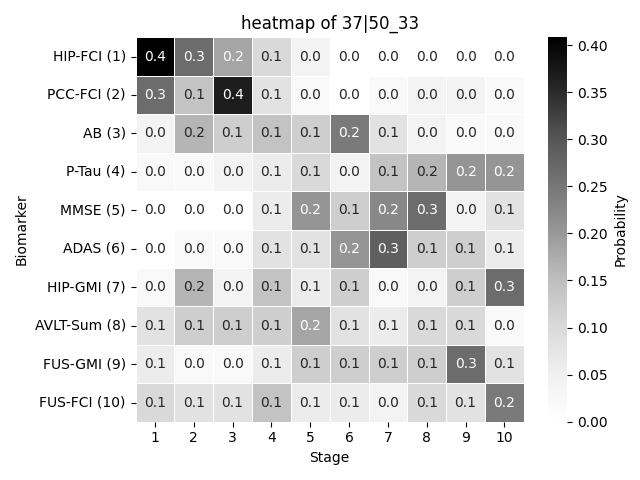 heatmap of 37|50_33
HIP-FCI (1) 0.4 0.3 0.2 0.1 0.0 0.0 0.0 0.0 0.0 0.0
PCC-FCI (2) 0.3 0.1 0.4 0.1 0.0 0.0 0.0 0.0 0.0 0.0
AB (3) 0.0 0.2 0.1 0.1 0.1 0.2 0.1 0.0 0.0 0.0
P-Tau (4) 0.0 0.0 0.0 0.1 0.1 0.0 0.1 0.2 0.2 0.2
MMSE (5) 0.0 0.0 0.0 0.1 0.2 0.1 0.2 0.3 0.0 0.1
ADAS (6) 0.0 0.0 0.0 0.1 0.1 0.2 0.3 0.1 0.1 0.1
HIP-GMI (7) 0.0 0.2 0.0 0.1 0.1 0.1 0.0 0.0 0.1 0.3
AVLT-Sum (8) 0.1 0.1 0.1 0.1 0.2 0.1 0.1 0.1 0.1 0.0
FUS-GMI (9) 0.1 0.0 0.0 0.1 0.1 0.1 0.1 0.1 0.3 0.1
FUS-FCI (10) 0.1 0.1 0.1 0.1 0.1 0.1 0.0 0.1 0.1 0.2
1 2 3 4 5 6 7 8 9 10
Stage
Biomarker
0.40
0.35
0.30
0.25
0.20
0.15
0.10
0.05
0.00
Probability